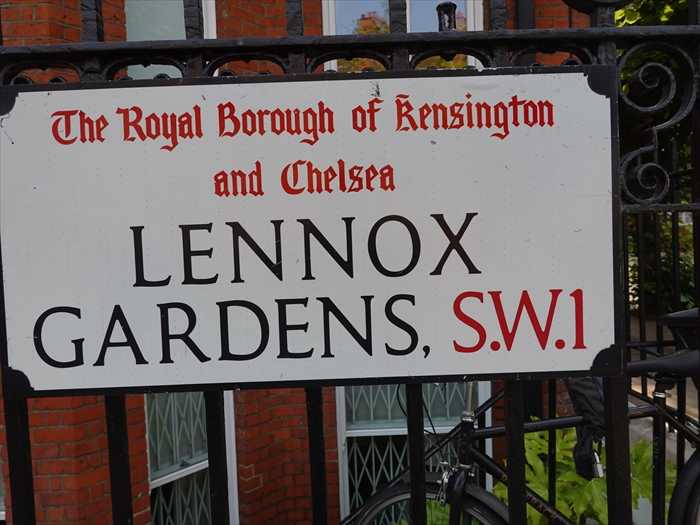 The Royal Borough of Kensington
and Chelsea
LENNOX
GARDENS, S.W.1